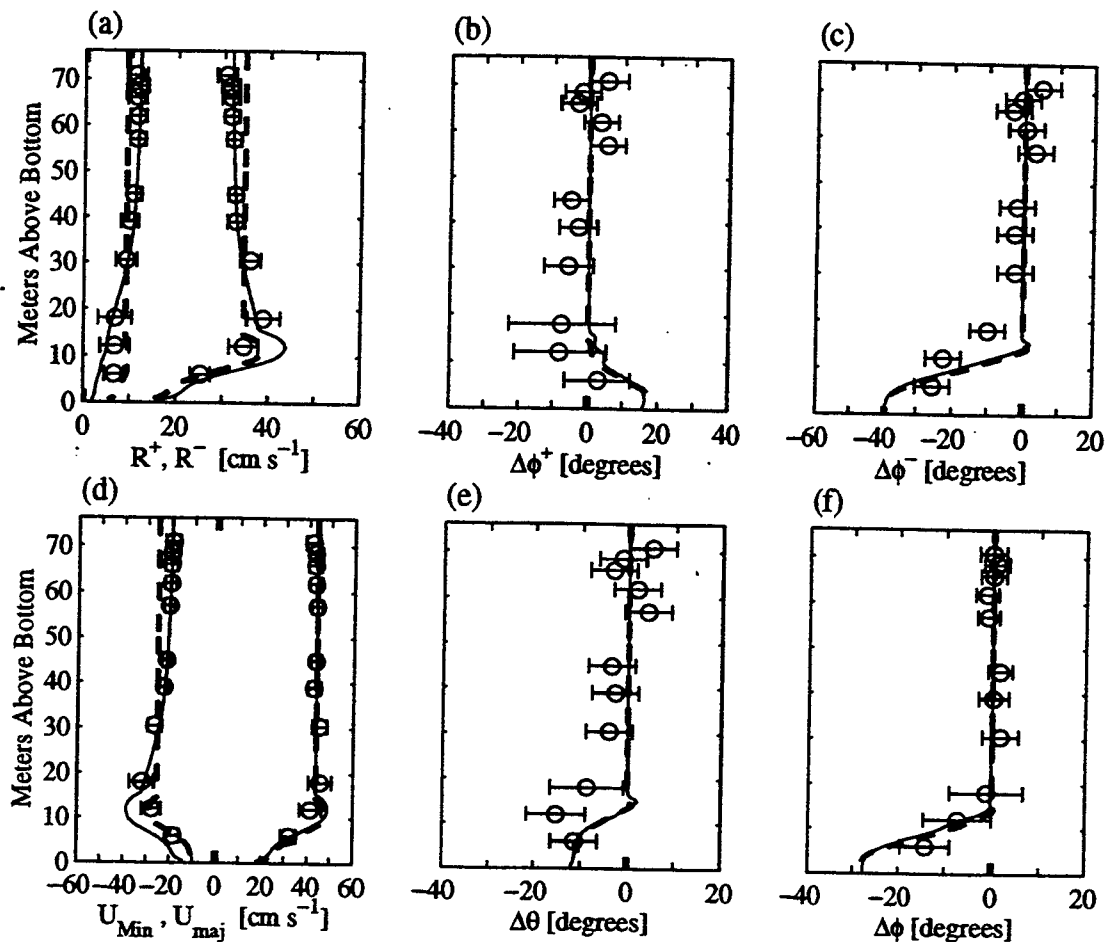 (a)
(b)
(c)
Meters Above Bottom
70
60
50
40
30
20
10
0
0 20 40 60
R⁺, R⁻ [cm s⁻¹]
−40 −20 0 20 40
Δϕ⁺ [degrees]
−60 −40 −20 0 20
Δϕ⁻ [degrees]
(d)
(e)
(f)
Meters Above Bottom
70
60
50
40
30
20
10
0
−60 −40 −20 0 20 40 60
U_Min, U_maj [cm s⁻¹]
−40 −20 0 20
Δθ [degrees]
−40 −20 0 20
Δϕ [degrees]